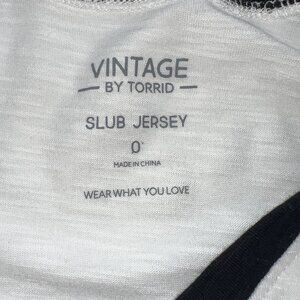 VINTAGE
— BY TORRID —
SLUB JERSEY
0
MADE IN CHINA
WEAR WHAT YOU LOVE